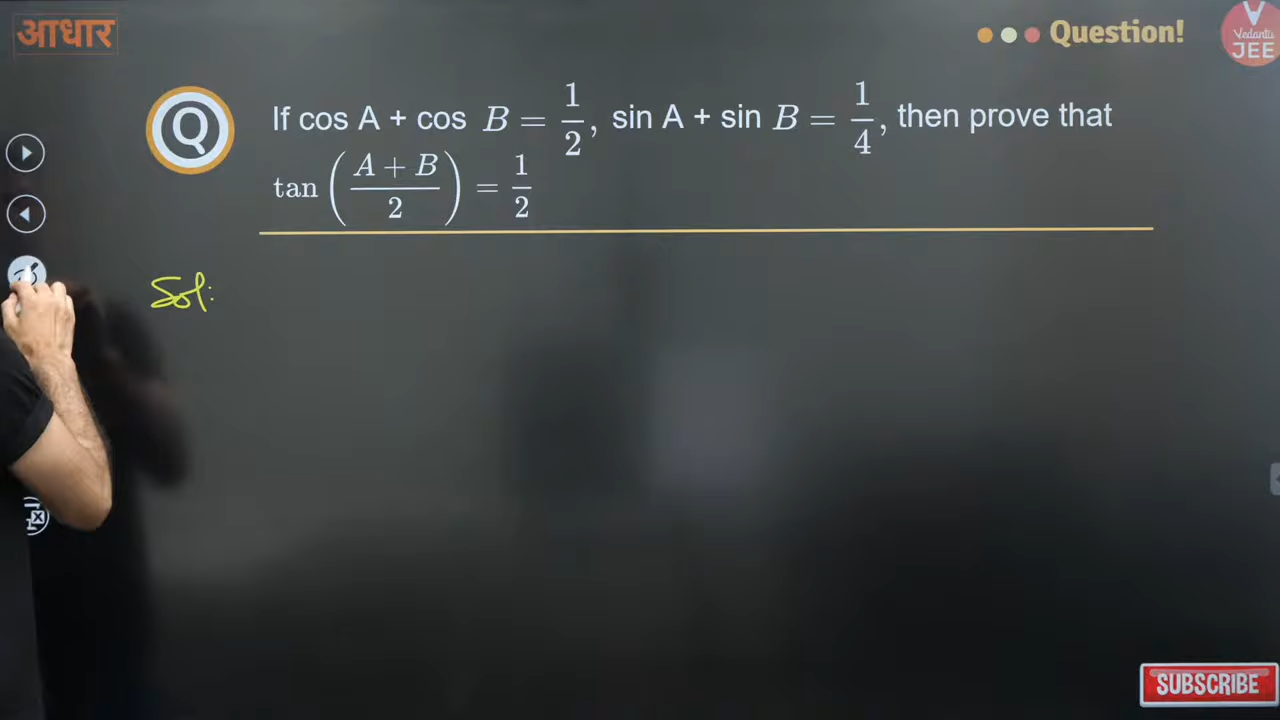 आधार
Question!
Vedantu
JEE
Q
If cos A + cos B = 1/2, sin A + sin B = 1/4, then prove that
tan((A + B)/2) = 1/2
Sol:
SUBSCRIBE